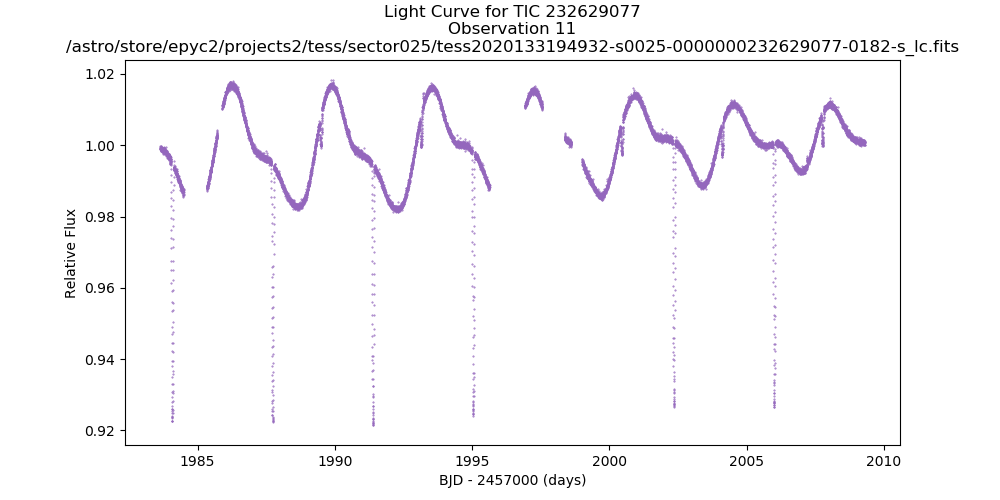 Light Curve for TIC 232629077
Observation 11
/astro/store/epyc2/projects2/tess/sector025/tess2020133194932-s0025-0000000232629077-0182-s_lc.fits
1.02
1.00
0.98
0.96
0.94
0.92
Relative Flux
1985
1990
1995
2000
2005
2010
BJD - 2457000 (days)